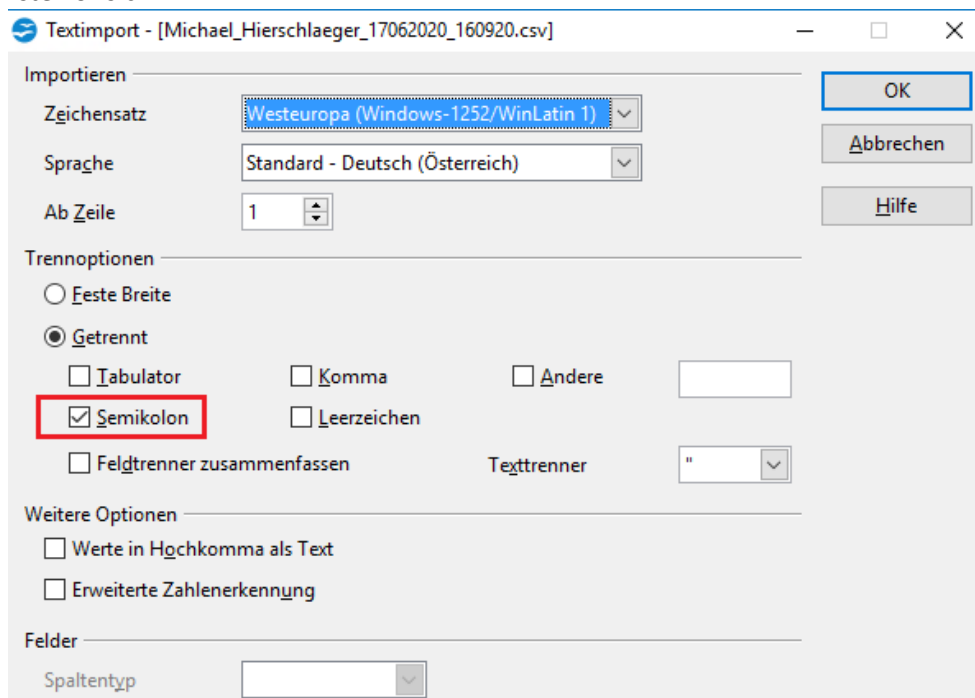 Textimport - [Michael_Hierschlaeger_17062020_160920.csv]
Importieren
OK
Zeichensatz Westeuropa (Windows-1252/WinLatin 1)
Abbrechen
Sprache Standard - Deutsch (Österreich)
Ab Zeile 1
Hilfe
Trennoptionen
Feste Breite
Getrennt
Tabulator Komma Andere
Semikolon Leerzeichen
Feldtrenner zusammenfassen Texttrenner "
Weitere Optionen
Werte in Hochkomma als Text
Erweiterte Zahlenerkennung
Felder
Spaltentyp